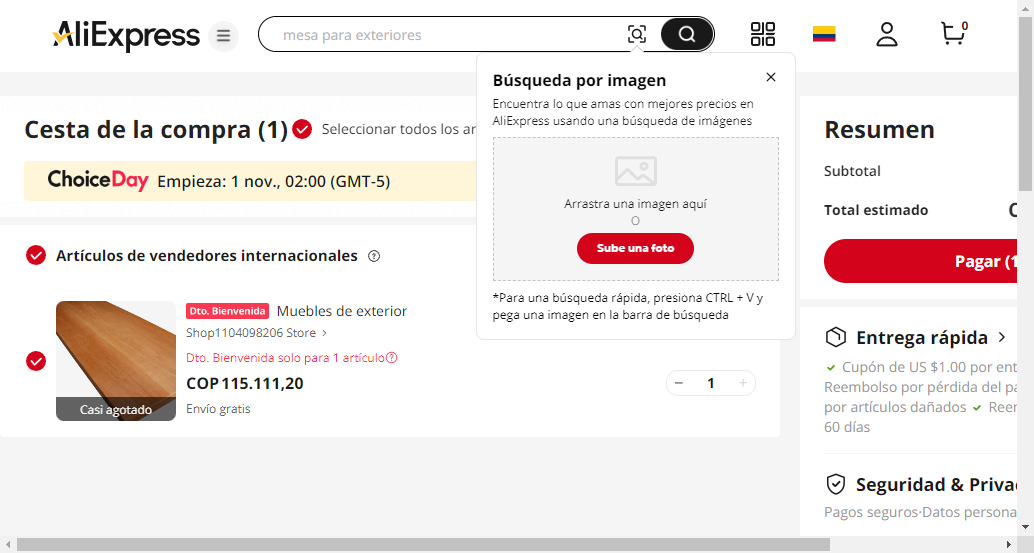 AliExpress
mesa para exteriores
0
Búsqueda por imagen
Encuentra lo que amas con mejores precios en
AliExpress usando una búsqueda de imágenes
Arrastra una imagen aquí
O
Sube una foto
*Para una búsqueda rápida, presiona CTRL + V y
pega una imagen en la barra de búsqueda
Cesta de la compra (1)
Seleccionar todos los ar
ChoiceDay Empieza: 1 nov., 02:00 (GMT-5)
Artículos de vendedores internacionales
Dto. Bienvenida Muebles de exterior
Shop1104098206 Store
Dto. Bienvenida solo para 1 artículo
COP 115.111,20
Envío gratis
Casi agotado
1
Resumen
Subtotal
Total estimado
Pagar (1
Entrega rápida
Cupón de US $1.00 por ent
Reembolso por pérdida del pa
por artículos dañados Reen
60 días
Seguridad & Priva
Pagos seguros·Datos persona